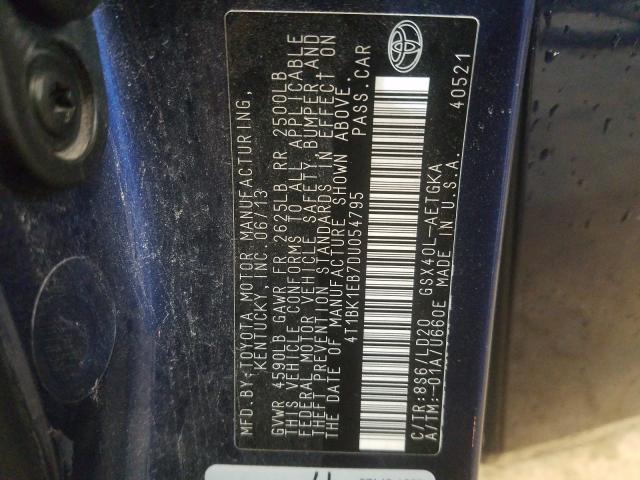 MFD.BY:TOYOTA MOTOR MANUFACTURING,
KENTUCKY, INC. 06/13
GVWR 4590LB GAWR FR 2625LB RR 2500LB
THIS VEHICLE CONFORMS TO ALL APPLICABLE
FEDERAL MOTOR VEHICLE SAFETY, BUMPER, AND
THEFT PREVENTION STANDARDS IN EFFECT ON
THE DATE OF MANUFACTURE SHOWN ABOVE.
4T1BK1EB7DU054795 PASS.CAR
C/TR:8S6/LD20 GSX40L-AETGKA 40521
A/TM:-01A/U660E MADE IN U.S.A.